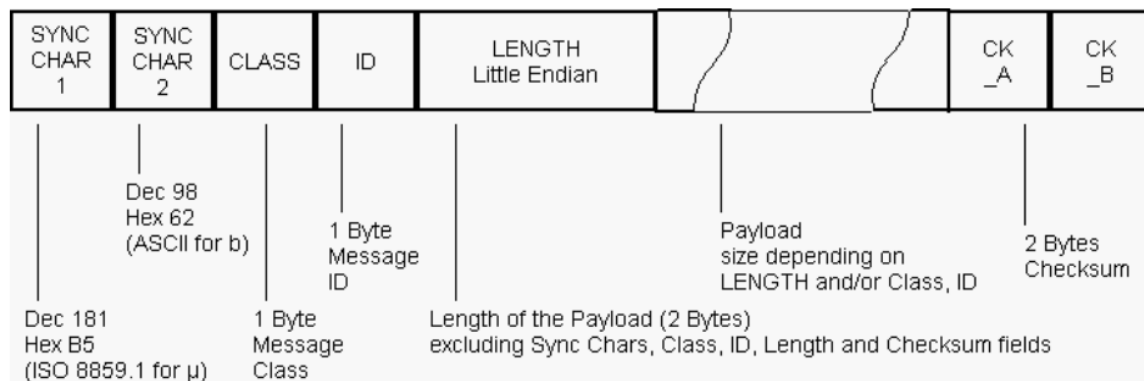 SYNC
CHAR
1
SYNC
CHAR
2
CLASS
ID
LENGTH
Little Endian
CK
_A
CK
_B
Dec 98
Hex 62
(ASCII for b)
1 Byte
Message
ID
Payload
size depending on
LENGTH and/or Class, ID
2 Bytes
Checksum
Dec 181
Hex B5
(ISO 8859.1 for µ)
1 Byte
Message
Class
Length of the Payload (2 Bytes)
excluding Sync Chars, Class, ID, Length and Checksum fields